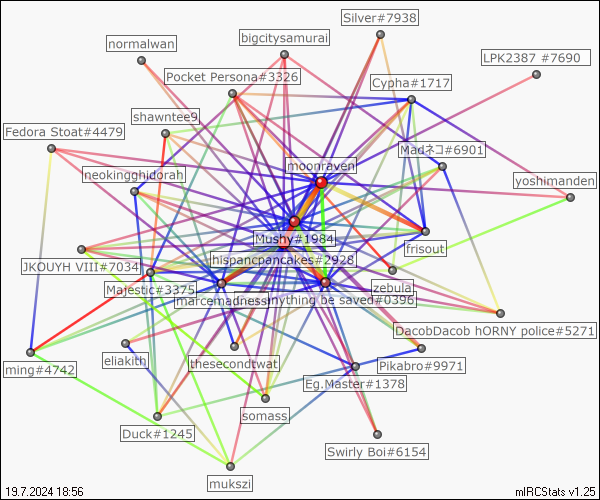 Silver#7938
normalwan
bigcitysamurai
LPK2387 #7690
Pocket Persona#3326
Cypha#1717
shawntee9
Fedora Stoat#4479
Madネコ#6901
moonraven
neokingghidorah
yoshimanden
Mushy#1984
frisout
hispancpancakes#2928
JKOUYH VIII#7034
Majestic#3375
zebula
marcemadness
anything be saved#0396
DacobDacob hORNY police#5271
eliakith
thesecondtwat
Pikabro#9971
ming#4742
Eg.Master#1378
somass
Duck#1245
Swirly Boi#6154
mukszi
19.7.2024 18:56
mIRCStats v1.25